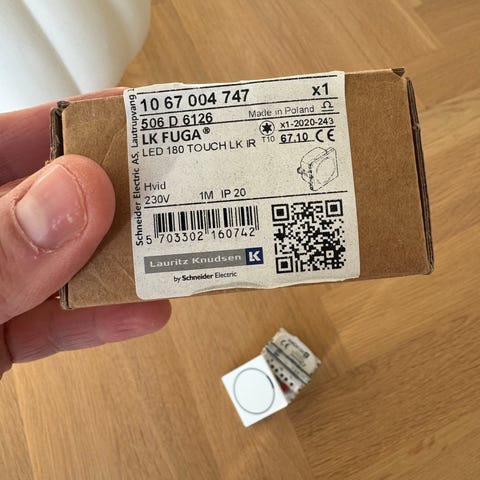 10 67 004 747
x1
506 D 6126
Made in Poland
LK FUGA®
T10
x1-2020-243
67.10 CE
LED 180 TOUCH LK IR
Hvid
230V 1M IP 20
5 703302 160742
Lauritz Knudsen K
by Schneider Electric
Schneider Electric AS, Lautrupvang